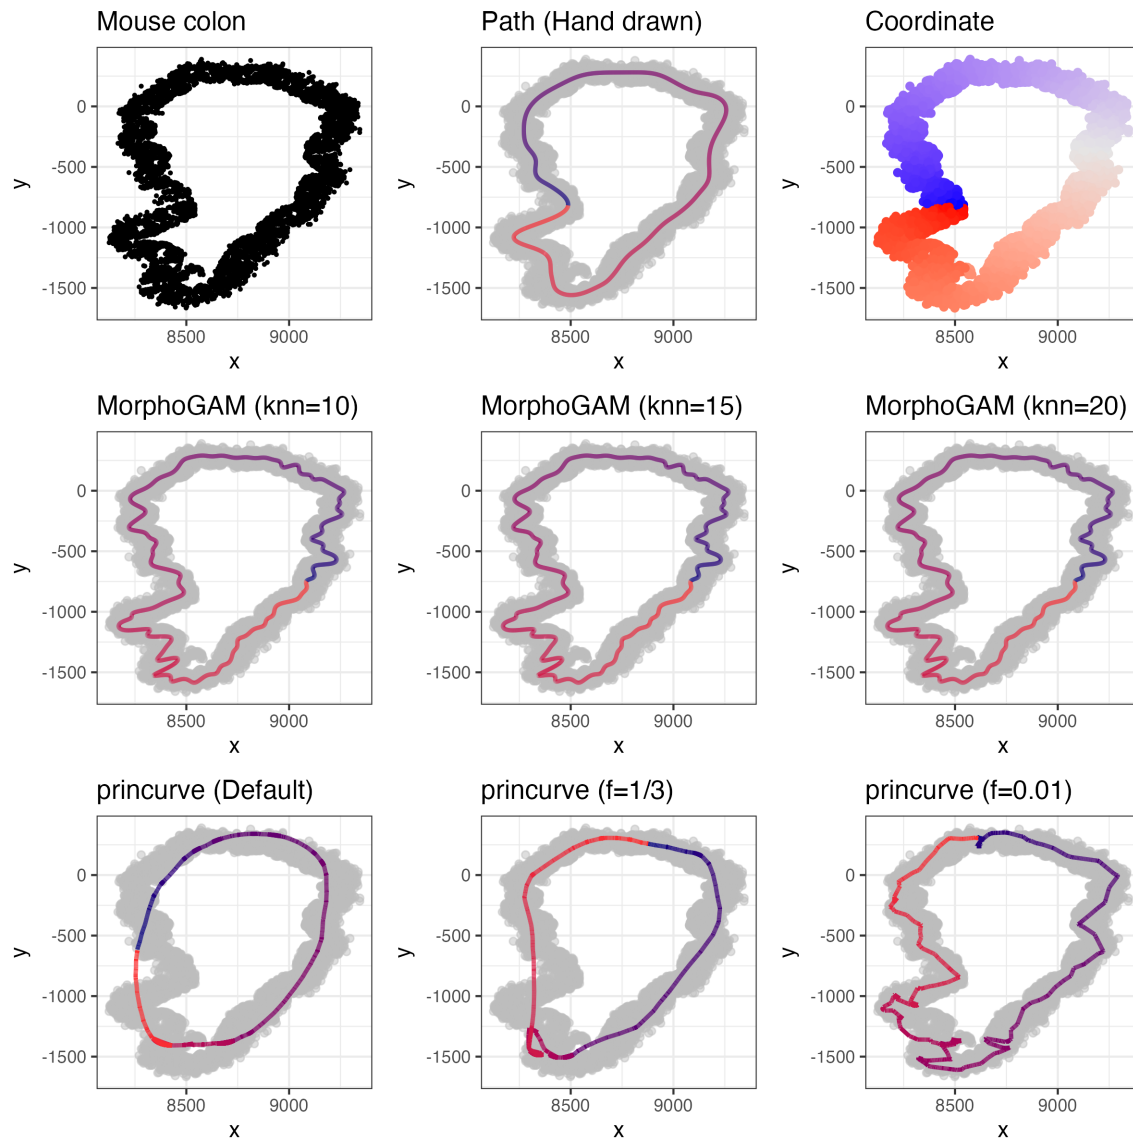 Mouse colon
Path (Hand drawn)
Coordinate
y
0
-500
-1000
-1500
8500 9000
x
y
0
-500
-1000
-1500
8500 9000
x
y
0
-500
-1000
-1500
8500 9000
x
MorphoGAM (knn=10)
MorphoGAM (knn=15)
MorphoGAM (knn=20)
y
0
-500
-1000
-1500
8500 9000
x
y
0
-500
-1000
-1500
8500 9000
x
y
0
-500
-1000
-1500
8500 9000
x
princurve (Default)
princurve (f=1/3)
princurve (f=0.01)
y
0
-500
-1000
-1500
8500 9000
x
y
0
-500
-1000
-1500
8500 9000
x
y
0
-500
-1000
-1500
8500 9000
x